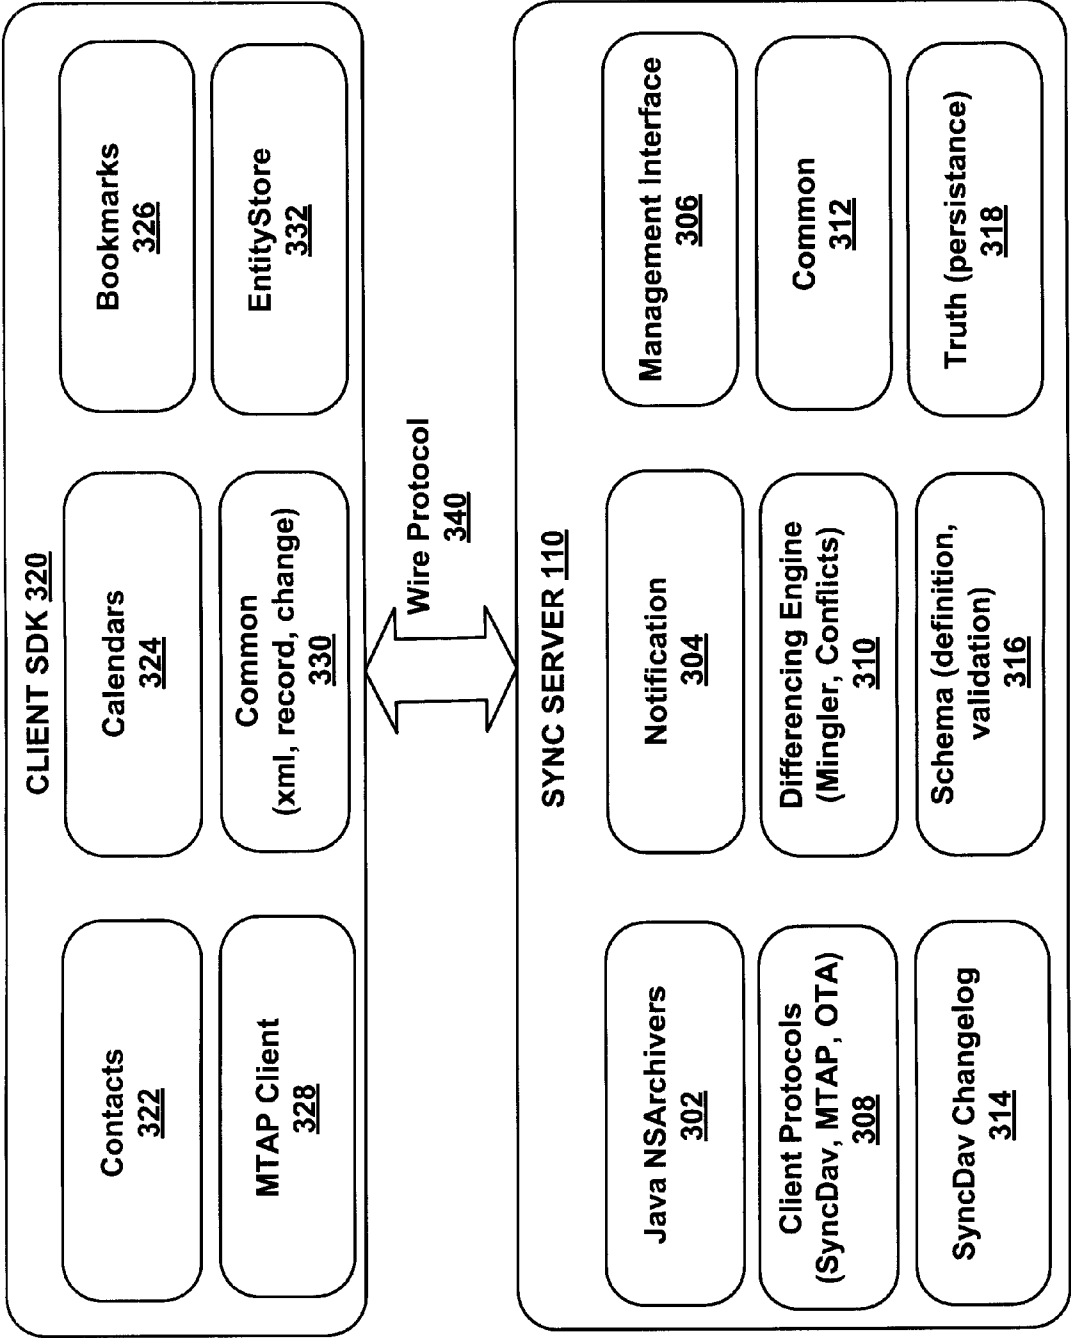 CLIENT SDK 320
Contacts
322
Calendars
324
Bookmarks
326
MTAP Client
328
Common
(xml, record, change)
330
EntityStore
332
Wire Protocol
340
SYNC SERVER 110
Java NSArchivers
302
Notification
304
Management Interface
306
Client Protocols
(SyncDav, MTAP, OTA)
308
Differencing Engine
(Mingler, Conflicts)
310
Common
312
SyncDav Changelog
314
Schema (definition,
validation)
316
Truth (persistance)
318